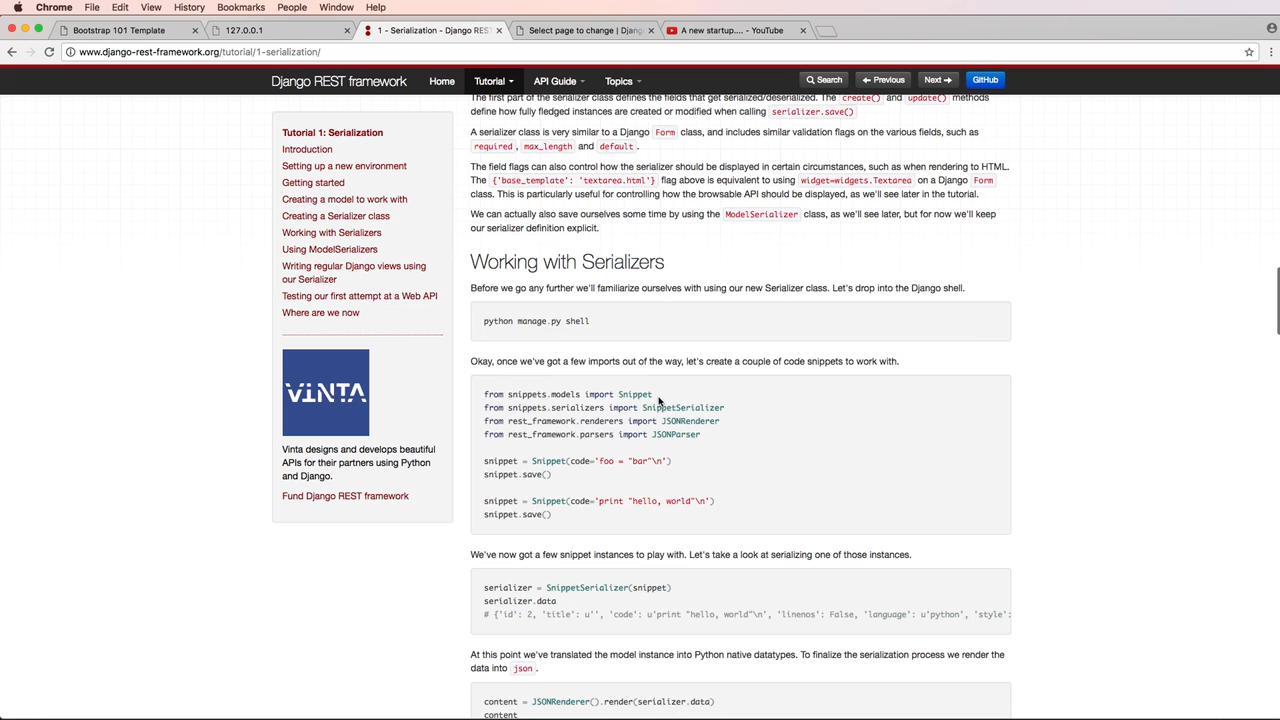 Chrome File Edit View History Bookmarks People Window Help
Bootstrap 101 Template
127.0.0.1
1 - Serialization - Django RES
Select page to change | Djang
A new startup.... - YouTube
www.django-rest-framework.org/tutorial/1-serialization/
Django REST framework Home Tutorial API Guide Topics Search Previous Next GitHub
Tutorial 1: Serialization
Introduction
Setting up a new environment
Getting started
Creating a model to work with
Creating a Serializer class
Working with Serializers
Using ModelSerializers
Writing regular Django views using
our Serializer
Testing our first attempt at a Web API
Where are we now
VINTA
Vinta designs and develops beautiful
APIs for their partners using Python
and Django.
Fund Django REST framework
The first part of the serializer class defines the fields that get serialized/deserialized. The create() and update() methods
define how fully fledged instances are created or modified when calling serializer.save()
A serializer class is very similar to a Django Form class, and includes similar validation flags on the various fields, such as
required, max_length and default.
The field flags can also control how the serializer should be displayed in certain circumstances, such as when rendering to HTML.
The {'base_template': 'textarea.html'} flag above is equivalent to using widget=widgets.Textarea on a Django Form
class. This is particularly useful for controlling how the browsable API should be displayed, as we'll see later in the tutorial.
We can actually also save ourselves some time by using the ModelSerializer class, as we'll see later, but for now we'll keep
our serializer definition explicit.
Working with Serializers
Before we go any further we'll familiarize ourselves with using our new Serializer class. Let's drop into the Django shell.
python manage.py shell
Okay, once we've got a few imports out of the way, let's create a couple of code snippets to work with.
from snippets.models import Snippet
from snippets.serializers import SnippetSerializer
from rest_framework.renderers import JSONRenderer
from rest_framework.parsers import JSONParser
snippet = Snippet(code='foo = "bar"\n')
snippet.save()
snippet = Snippet(code='print "hello, world"\n')
snippet.save()
We've now got a few snippet instances to play with. Let's take a look at serializing one of those instances.
serializer = SnippetSerializer(snippet)
serializer.data
# {'id': 2, 'title': u'', 'code': u'print "hello, world"\n', 'linenos': False, 'language': u'python', 'style':
At this point we've translated the model instance into Python native datatypes. To finalize the serialization process we render the
data into json.
content = JSONRenderer().render(serializer.data)
content